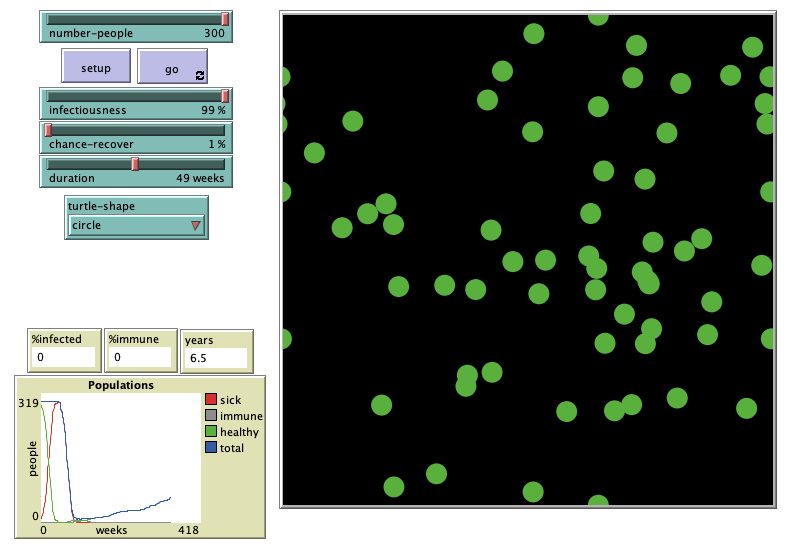 number-people 300
setup
go
infectiousness 99 %
chance-recover 1 %
duration 49 weeks
turtle-shape
circle
%infected
0
%immune
0
years
6.5
Populations
319
people
0
0
weeks
418
sick
immune
healthy
total